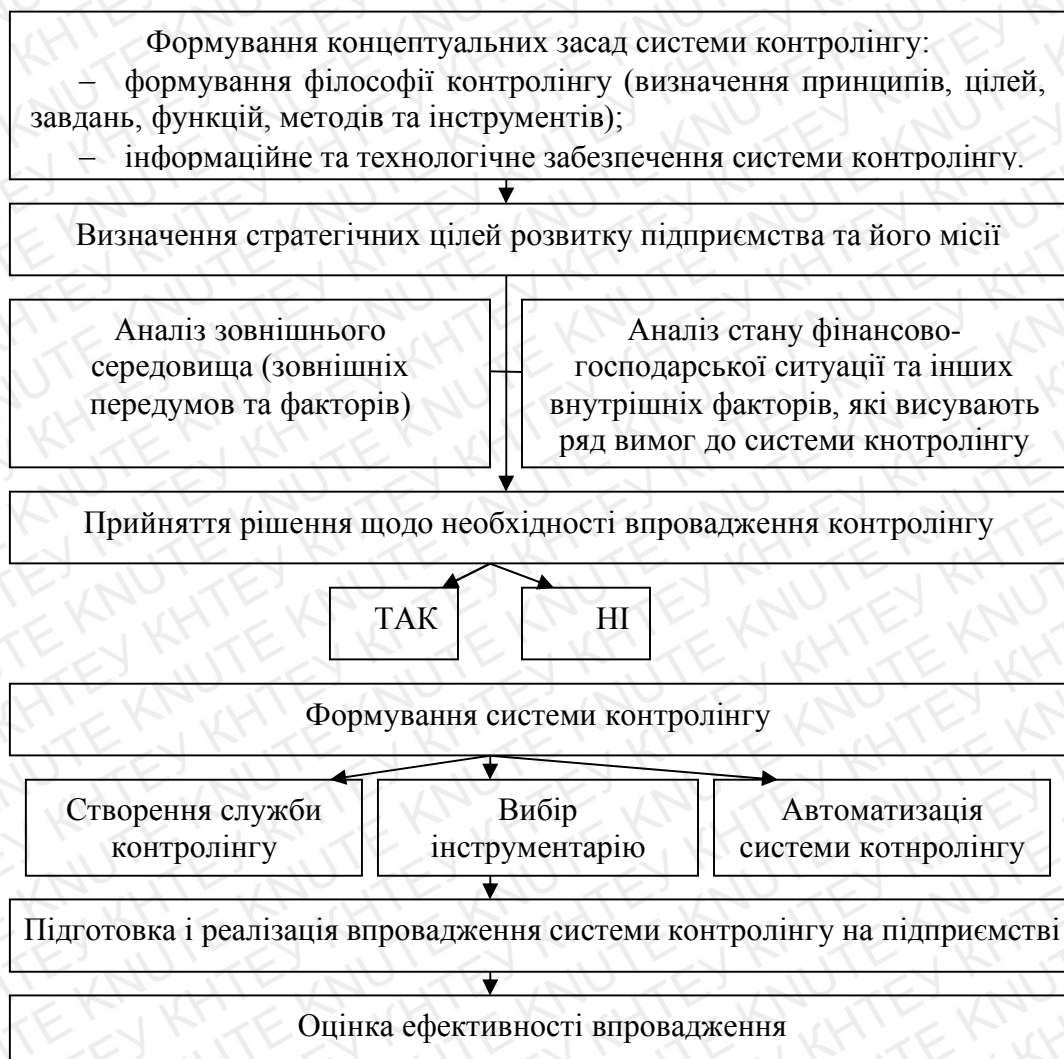 Формування концептуальних засад системи контролінгу:
– формування філософії контролінгу (визначення принципів, цілей,
завдань, функцій, методів та інструментів);
– інформаційне та технологічне забезпечення системи контролінгу.
Визначення стратегічних цілей розвитку підприємства та його місії
Аналіз зовнішнього
середовища (зовнішніх
передумов та факторів)
Аналіз стану фінансово-
господарської ситуації та інших
внутрішніх факторів, які висувають
ряд вимог до системи кнотролінгу
Прийняття рішення щодо необхідності впровадження контролінгу
ТАК
НІ
Формування системи контролінгу
Створення служби
контролінгу
Вибір
інструментарію
Автоматизація
системи котнролінгу
Підготовка і реалізація впровадження системи контролінгу на підприємстві
Оцінка ефективності впровадження